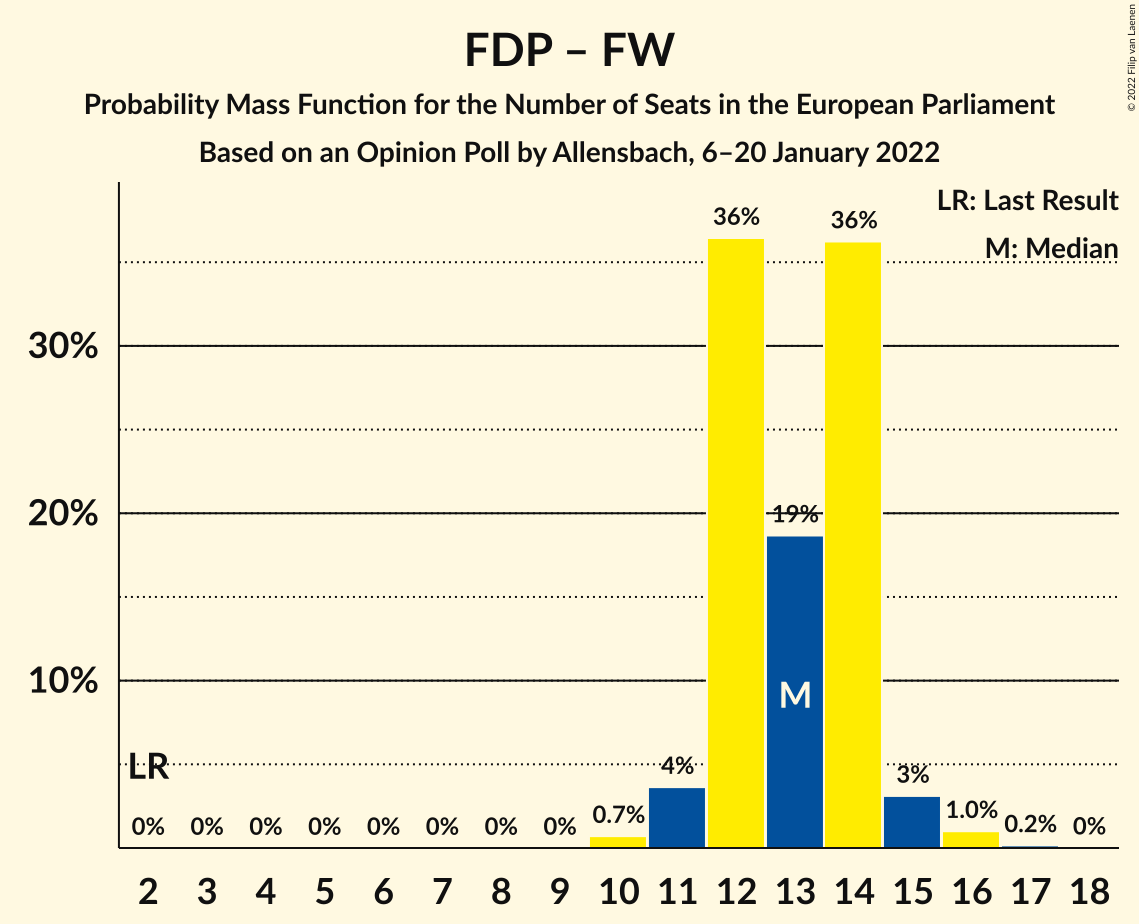 FDP – FW
Probability Mass Function for the Number of Seats in the European Parliament
Based on an Opinion Poll by Allensbach, 6–20 January 2022
© 2022 Filip van Laenen
LR: Last Result
M: Median
36%
36%
30%
20%
19%
10%
M
LR
4%
3%
0%
0%
0%
0%
0%
0%
0%
0%
0.7%
1.0%
0.2%
0%
2 3 4 5 6 7 8 9 10 11 12 13 14 15 16 17 18